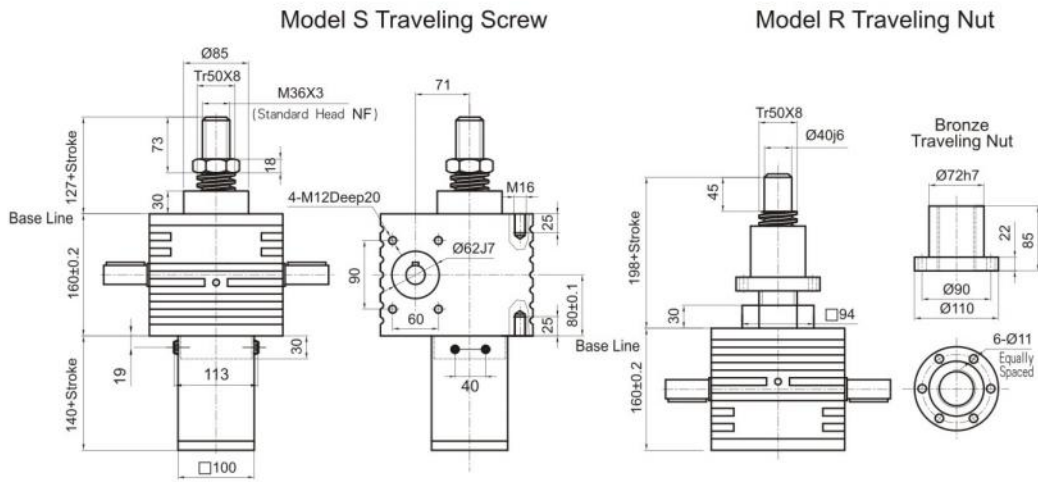 Model S Traveling Screw
Model R Traveling Nut
Ø85
Tr50X8
M36X3
(Standard Head NF)
71
127+Stroke
73
18
30
Base Line
160±0.2
140+Stroke
19
113
30
□100
4-M12Deep20
M16
25
Ø62J7
90
60
80±0.1
25
40
Tr50X8
Ø40j6
45
198+Stroke
30
□94
Base Line
160±0.2
Bronze
Traveling Nut
Ø72h7
22
85
Ø90
Ø110
6-Ø11
Equally
Spaced